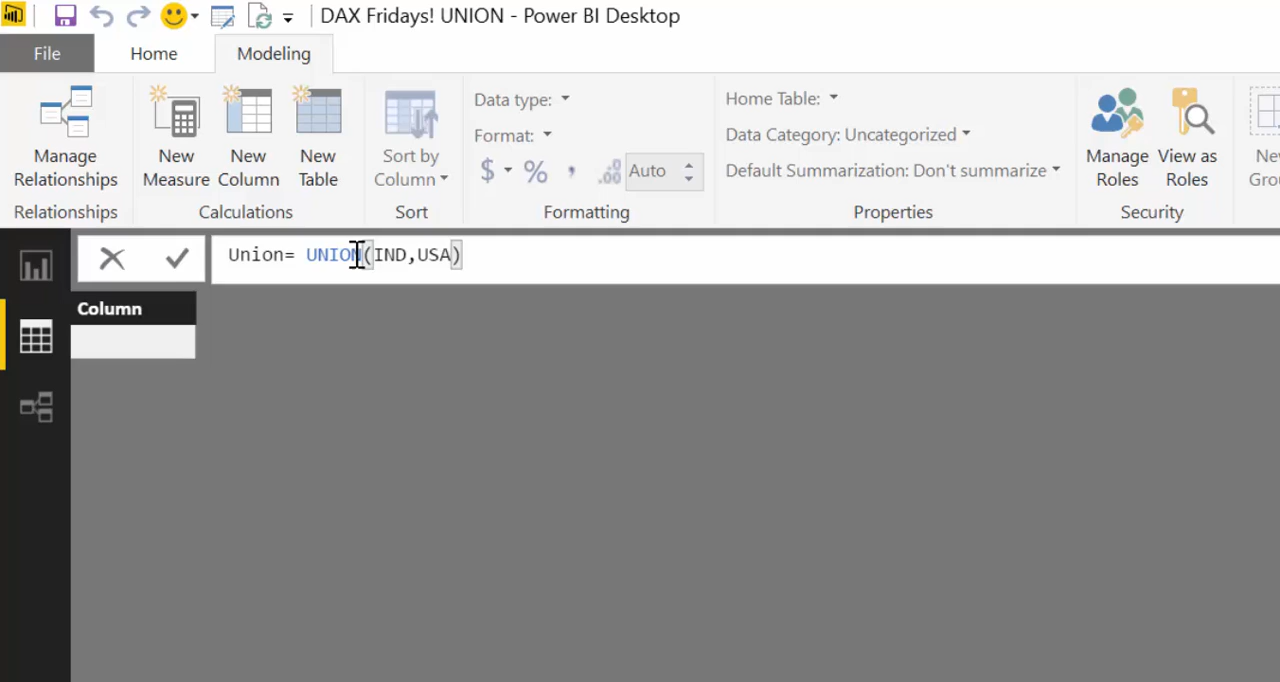 DAX Fridays! UNION - Power BI Desktop
File Home Modeling
Manage Relationships
New Measure
New Column
New Table
Sort by Column
Data type:
Format:
$ % , .00 Auto
Home Table:
Data Category: Uncategorized
Default Summarization: Don't summarize
Manage Roles
View as Roles
Relationships Calculations Sort Formatting Properties Security
Union= UNION(IND,USA)
Column